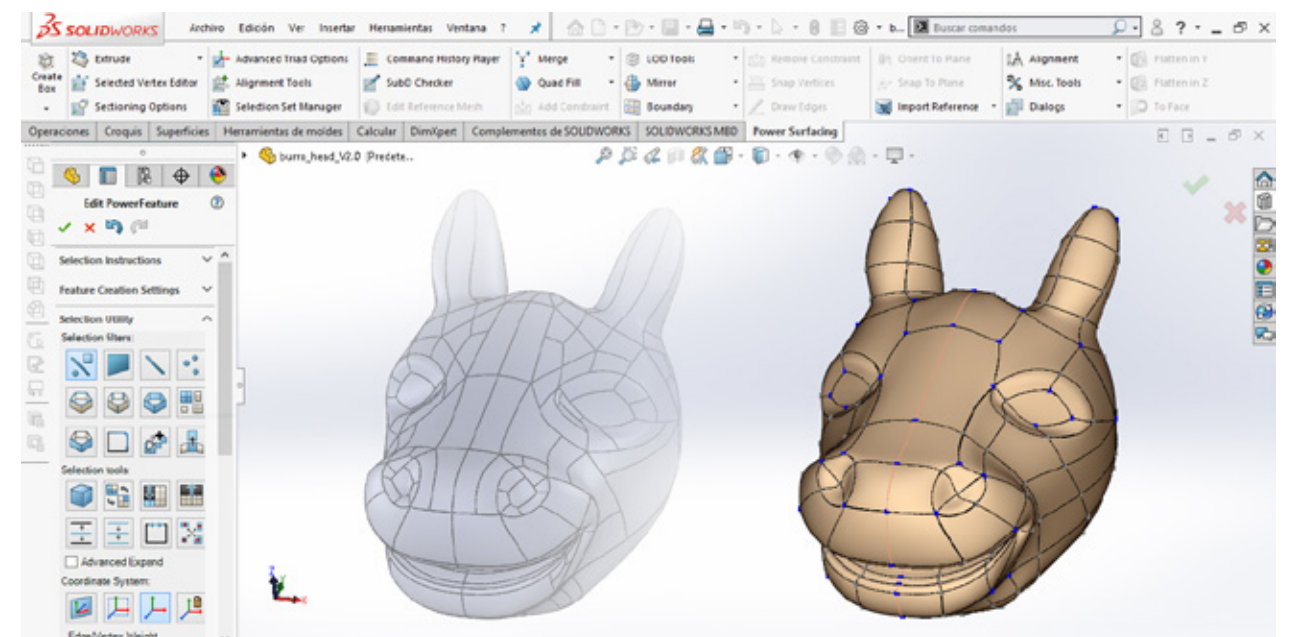 SOLIDWORKS Archivo Edición Ver Insertar Herramientas Ventana ? b... Buscar comandos ?
Extrude Advanced Triad Options Command History Player Merge LOD Tools Remove Constraint Orient To Plane Alignment Flatten in Y
Create Box Selected Vertex Editor Alignment Tools SubD Checker Quad Fill Mirror Snap Vertices Snap To Plane Misc. Tools Flatten in Z
Sectioning Options Selection Set Manager Edit Reference Mesh Add Constraint Boundary Draw Edges Import Reference Dialogs To Face
Operaciones Croquis Superficies Herramientas de moldes Calcular DimXpert Complementos de SOLIDWORKS SOLIDWORKS MBD Power Surfacing
burro_head_V2.0 (Predete...
Edit PowerFeature ?
Selection Instructions
Feature Creation Settings
Selection Utility
Selection filters:
Selection tools
Advanced Expand
Coordinate System:
Edge/Vertex Weight